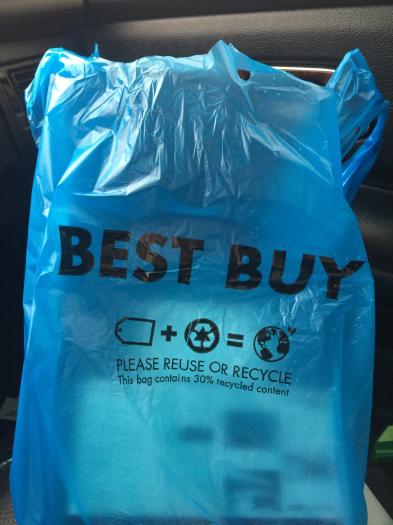 BEST BUY
+ =
PLEASE REUSE OR RECYCLE
This bag contains 30% recycled content